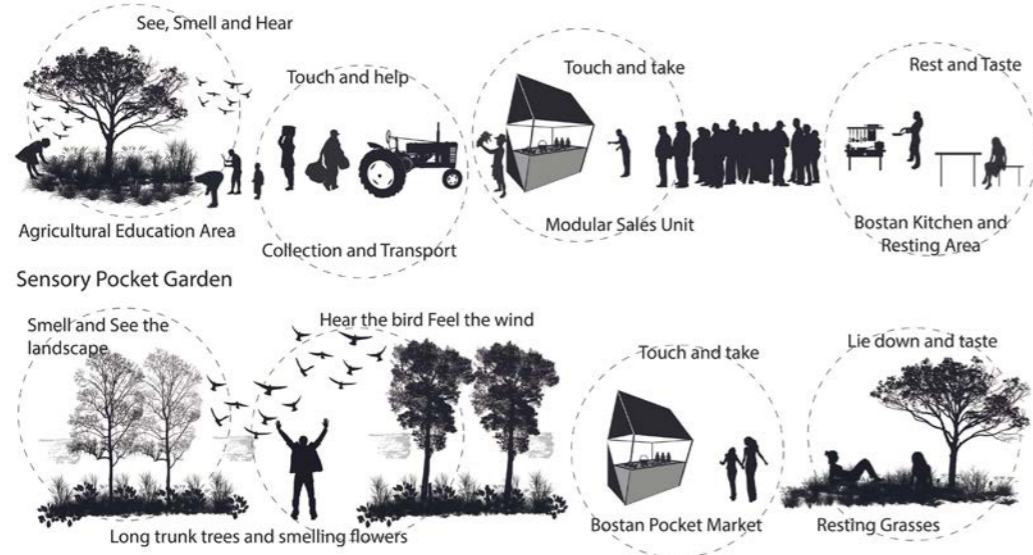 See, Smell and Hear
Touch and help
Touch and take
Rest and Taste
Agricultural Education Area
Collection and Transport
Modular Sales Unit
Bostan Kitchen and
Resting Area
Sensory Pocket Garden
Smell and See the
landscape
Hear the bird Feel the wind
Touch and take
Lie down and taste
Long trunk trees and smelling flowers
Bostan Pocket Market
Resting Grasses